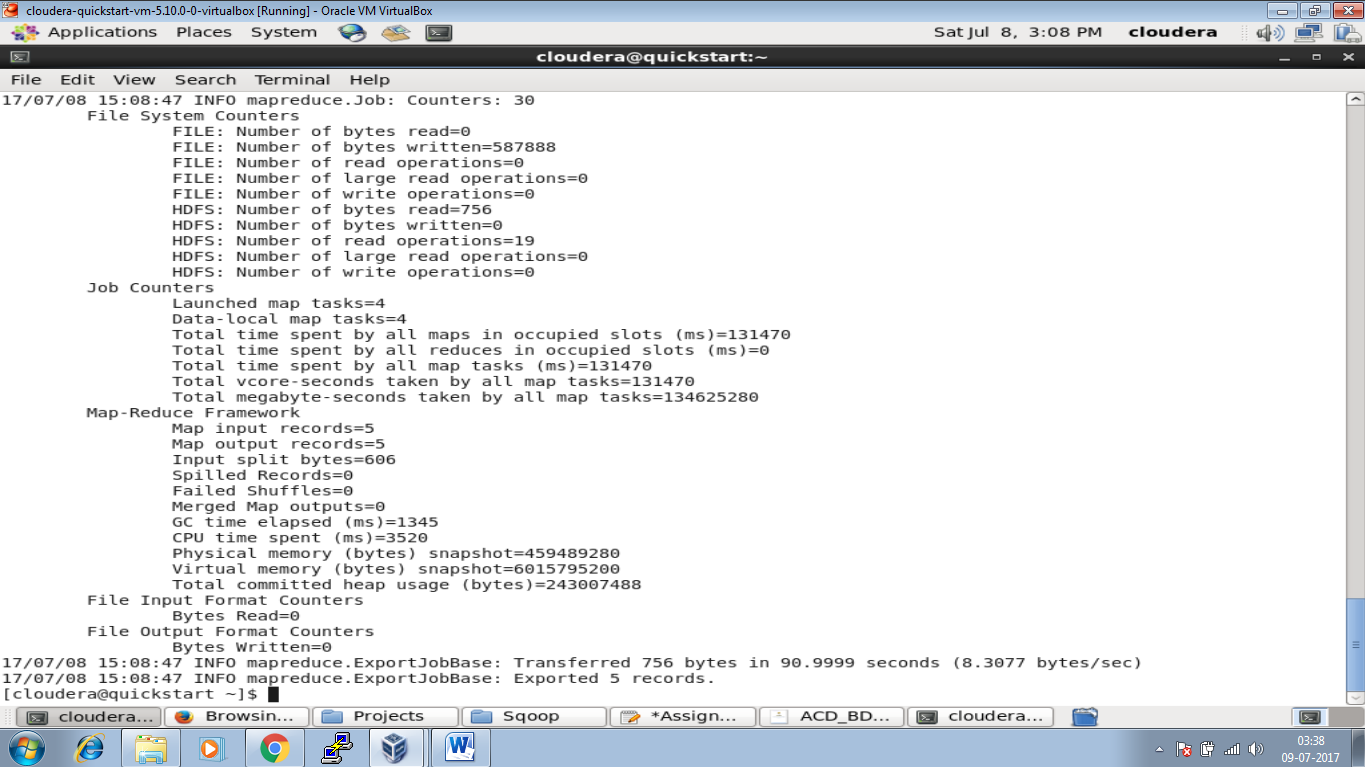 cloudera-quickstart-vm-5.10.0-0-virtualbox [Running] - Oracle VM VirtualBox
Applications Places System Sat Jul 8, 3:08 PM cloudera
cloudera@quickstart:~
File Edit View Search Terminal Help
17/07/08 15:08:47 INFO mapreduce.Job: Counters: 30
File System Counters
FILE: Number of bytes read=0
FILE: Number of bytes written=587888
FILE: Number of read operations=0
FILE: Number of large read operations=0
FILE: Number of write operations=0
HDFS: Number of bytes read=756
HDFS: Number of bytes written=0
HDFS: Number of read operations=19
HDFS: Number of large read operations=0
HDFS: Number of write operations=0
Job Counters
Launched map tasks=4
Data-local map tasks=4
Total time spent by all maps in occupied slots (ms)=131470
Total time spent by all reduces in occupied slots (ms)=0
Total time spent by all map tasks (ms)=131470
Total vcore-seconds taken by all map tasks=131470
Total megabyte-seconds taken by all map tasks=134625280
Map-Reduce Framework
Map input records=5
Map output records=5
Input split bytes=606
Spilled Records=0
Failed Shuffles=0
Merged Map outputs=0
GC time elapsed (ms)=1345
CPU time spent (ms)=3520
Physical memory (bytes) snapshot=459489280
Virtual memory (bytes) snapshot=6015795200
Total committed heap usage (bytes)=243007488
File Input Format Counters
Bytes Read=0
File Output Format Counters
Bytes Written=0
17/07/08 15:08:47 INFO mapreduce.ExportJobBase: Transferred 756 bytes in 90.9999 seconds (8.3077 bytes/sec)
17/07/08 15:08:47 INFO mapreduce.ExportJobBase: Exported 5 records.
[cloudera@quickstart ~]$
cloudera... Browsin... Projects Sqoop *Assign... ACD_BD... cloudera...
03:38
09-07-2017